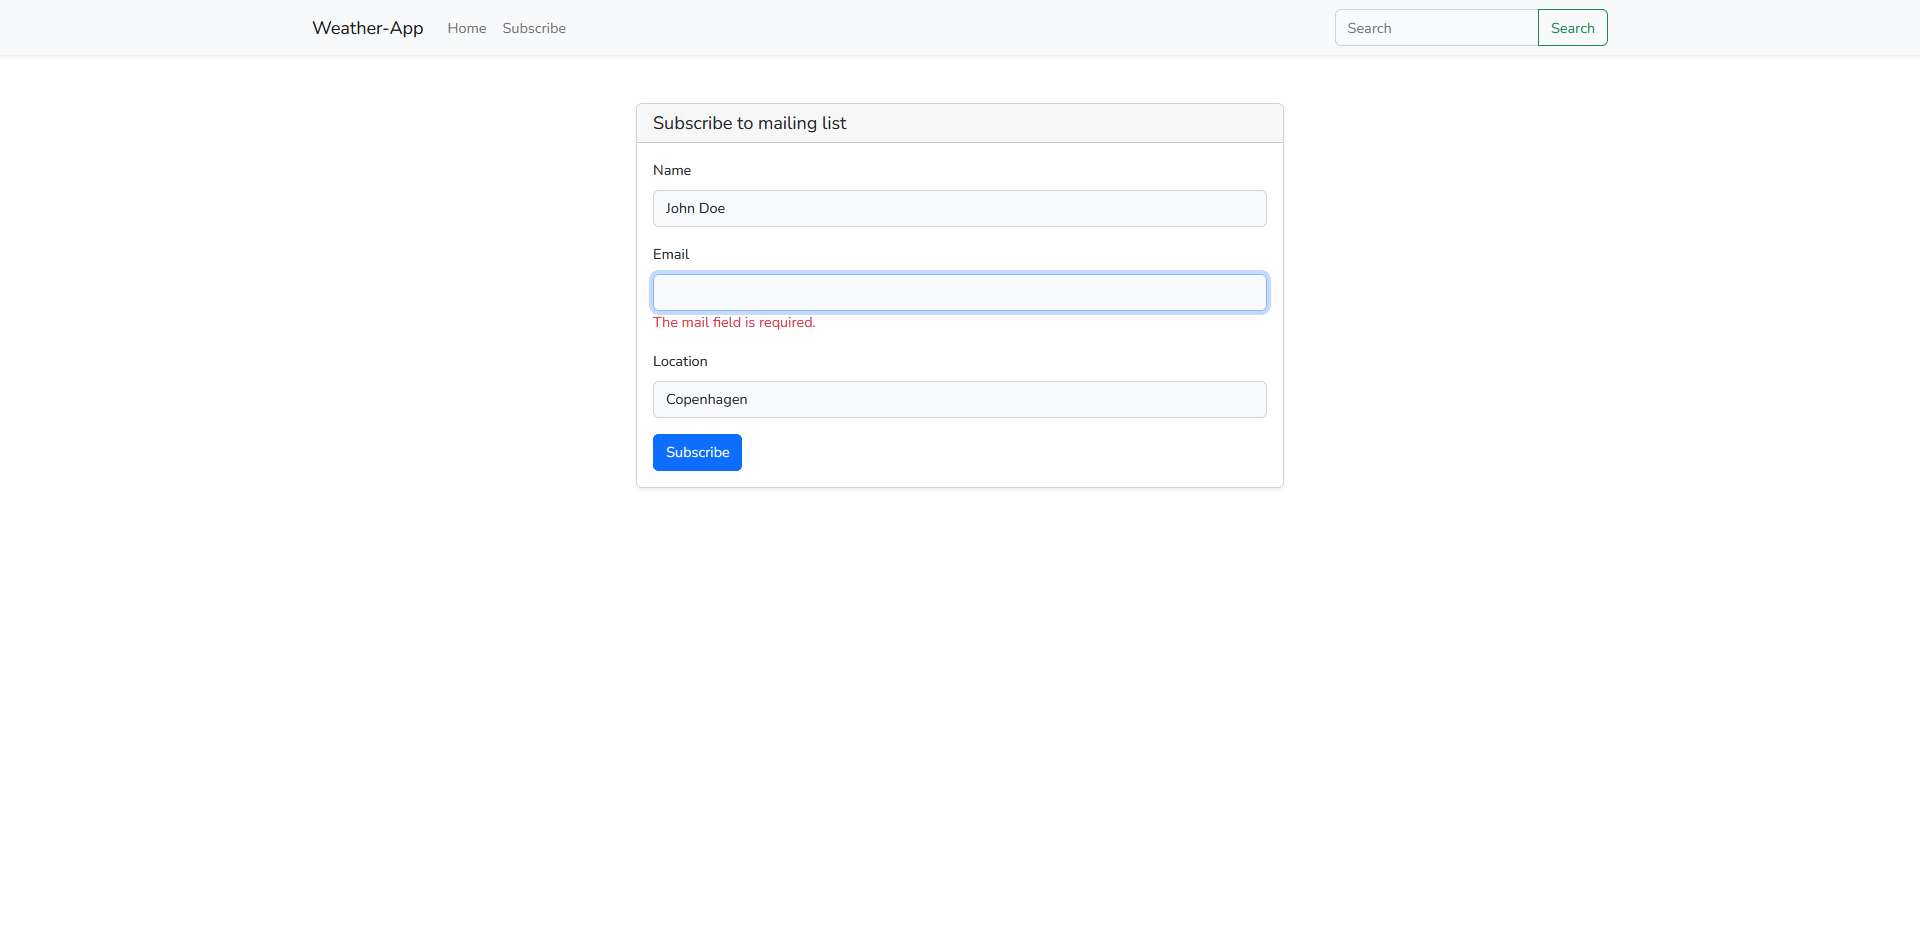 Weather-App Home Subscribe Search Search
Subscribe to mailing list
Name
John Doe
Email
The mail field is required.
Location
Copenhagen
Subscribe